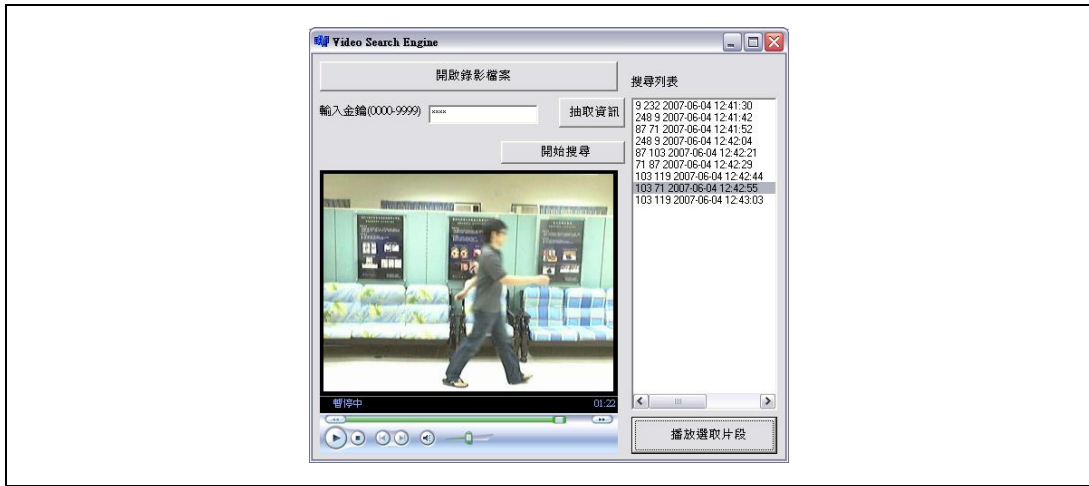 Video Search Engine
開啟錄影檔案
輸入金鑰(0000-9999)
××××
抽取資訊
開始搜尋
暫停中
01:22
搜尋列表
9 232 2007-06-04 12:41:30
248 9 2007-06-04 12:41:42
87 71 2007-06-04 12:41:52
248 9 2007-06-04 12:42:04
87 103 2007-06-04 12:42:21
71 87 2007-06-04 12:42:29
103 119 2007-06-04 12:42:44
103 71 2007-06-04 12:42:55
103 119 2007-06-04 12:43:03
播放選取片段